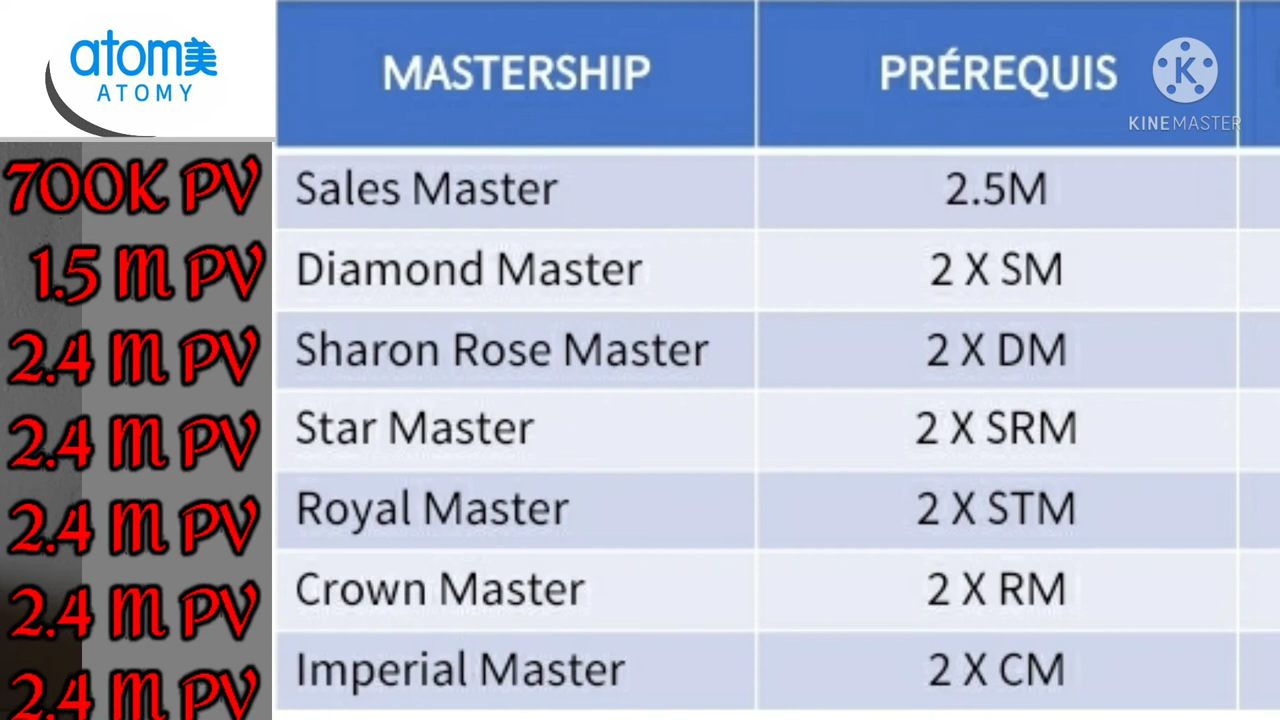 atom美
ATOMY
MASTERSHIP PRÉREQUIS
KINEMASTER
700K PV Sales Master 2.5M
1.5 M PV Diamond Master 2 X SM
2.4 M PV Sharon Rose Master 2 X DM
2.4 M PV Star Master 2 X SRM
2.4 M PV Royal Master 2 X STM
2.4 M PV Crown Master 2 X RM
2.4 M PV Imperial Master 2 X CM